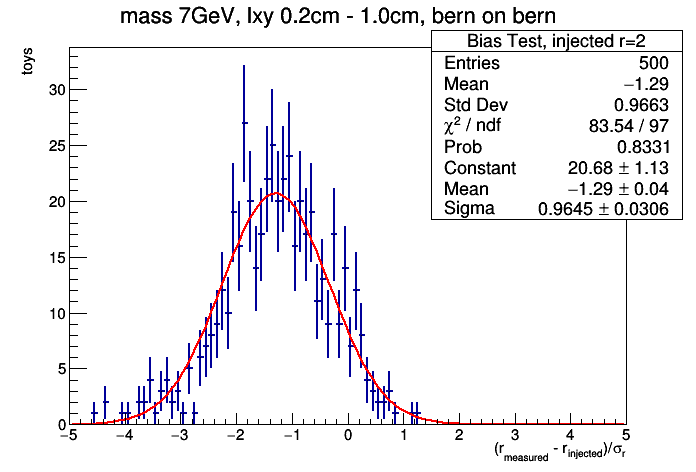 mass 7GeV, lxy 0.2cm - 1.0cm, bern on bern
Bias Test, injected r=2
Entries 500
Mean −1.29
Std Dev 0.9663
χ² / ndf 83.54 / 97
Prob 0.8331
Constant 20.68 ± 1.13
Mean −1.29 ± 0.04
Sigma 0.9645 ± 0.0306
toys
30
25
20
15
10
5
0
−5 −4 −3 −2 −1 0 1 2 3 4 5
(r_measured - r_injected)/σ_r